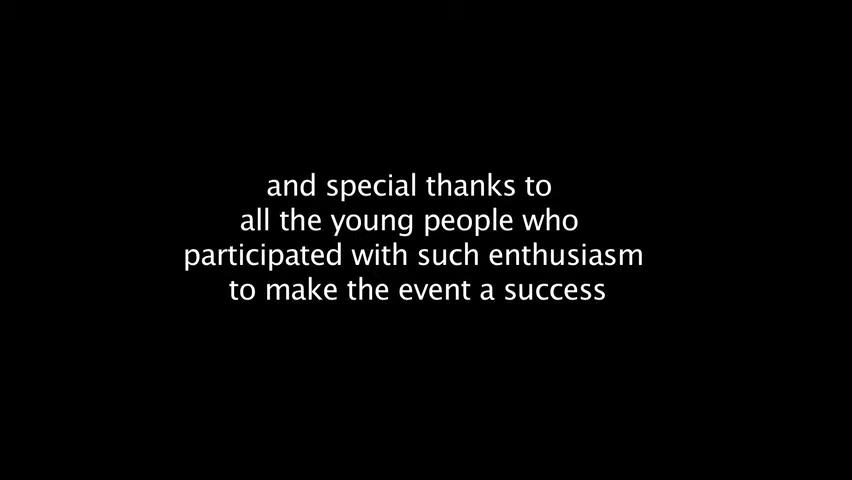 and special thanks to
all the young people who
participated with such enthusiasm
to make the event a success